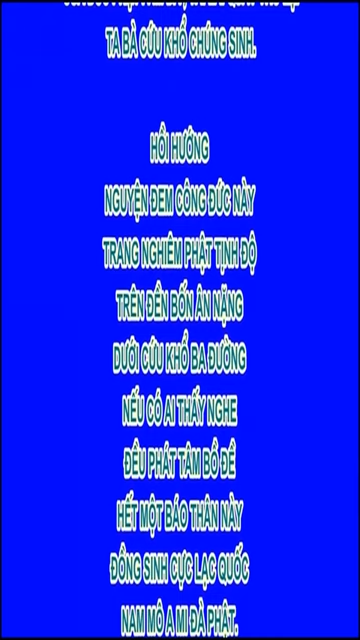 TA BÀ CỨU KHỔ CHÚNG SINH.
HỒI HƯỚNG
NGUYỆN ĐEM CÔNG ĐỨC NÀY
TRANG NGHIÊM PHẬT TỊNH ĐỘ
TRÊN ĐỀN BỐN ÂN NẶNG
DƯỚI CỨU KHỔ BA ĐƯỜNG
NẾU CÓ AI THẤY NGHE
ĐỀU PHÁT TÂM BỒ ĐỀ
HẾT MỘT BÁO THÂN NÀY
ĐỒNG SINH CỰC LẠC QUỐC
NAM MÔ A MI ĐÀ PHẬT.